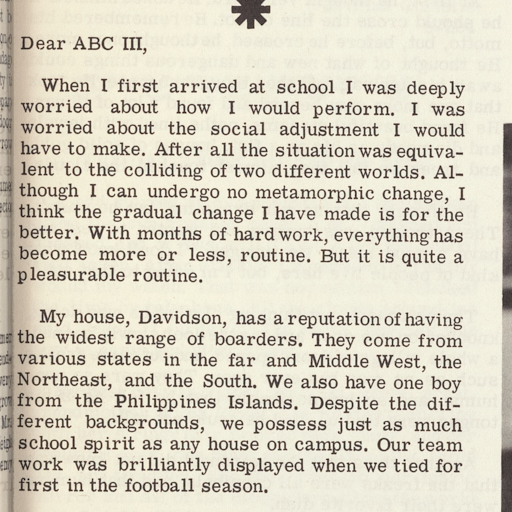 Dear ABC III,
When I first arrived at school I was deeply
worried about how I would perform. I was
worried about the social adjustment I would
have to make. After all the situation was equiva-
lent to the colliding of two different worlds. Al-
though I can undergo no metamorphic change, I
think the gradual change I have made is for the
better. With months of hard work, everything has
become more or less, routine. But it is quite a
pleasurable routine.
My house, Davidson, has a reputation of having
the widest range of boarders. They come from
various states in the far and Middle West, the
Northeast, and the South. We also have one boy
from the Philippines Islands. Despite the dif-
ferent backgrounds, we possess just as much
school spirit as any house on campus. Our team
work was brilliantly displayed when we tied for
first in the football season.